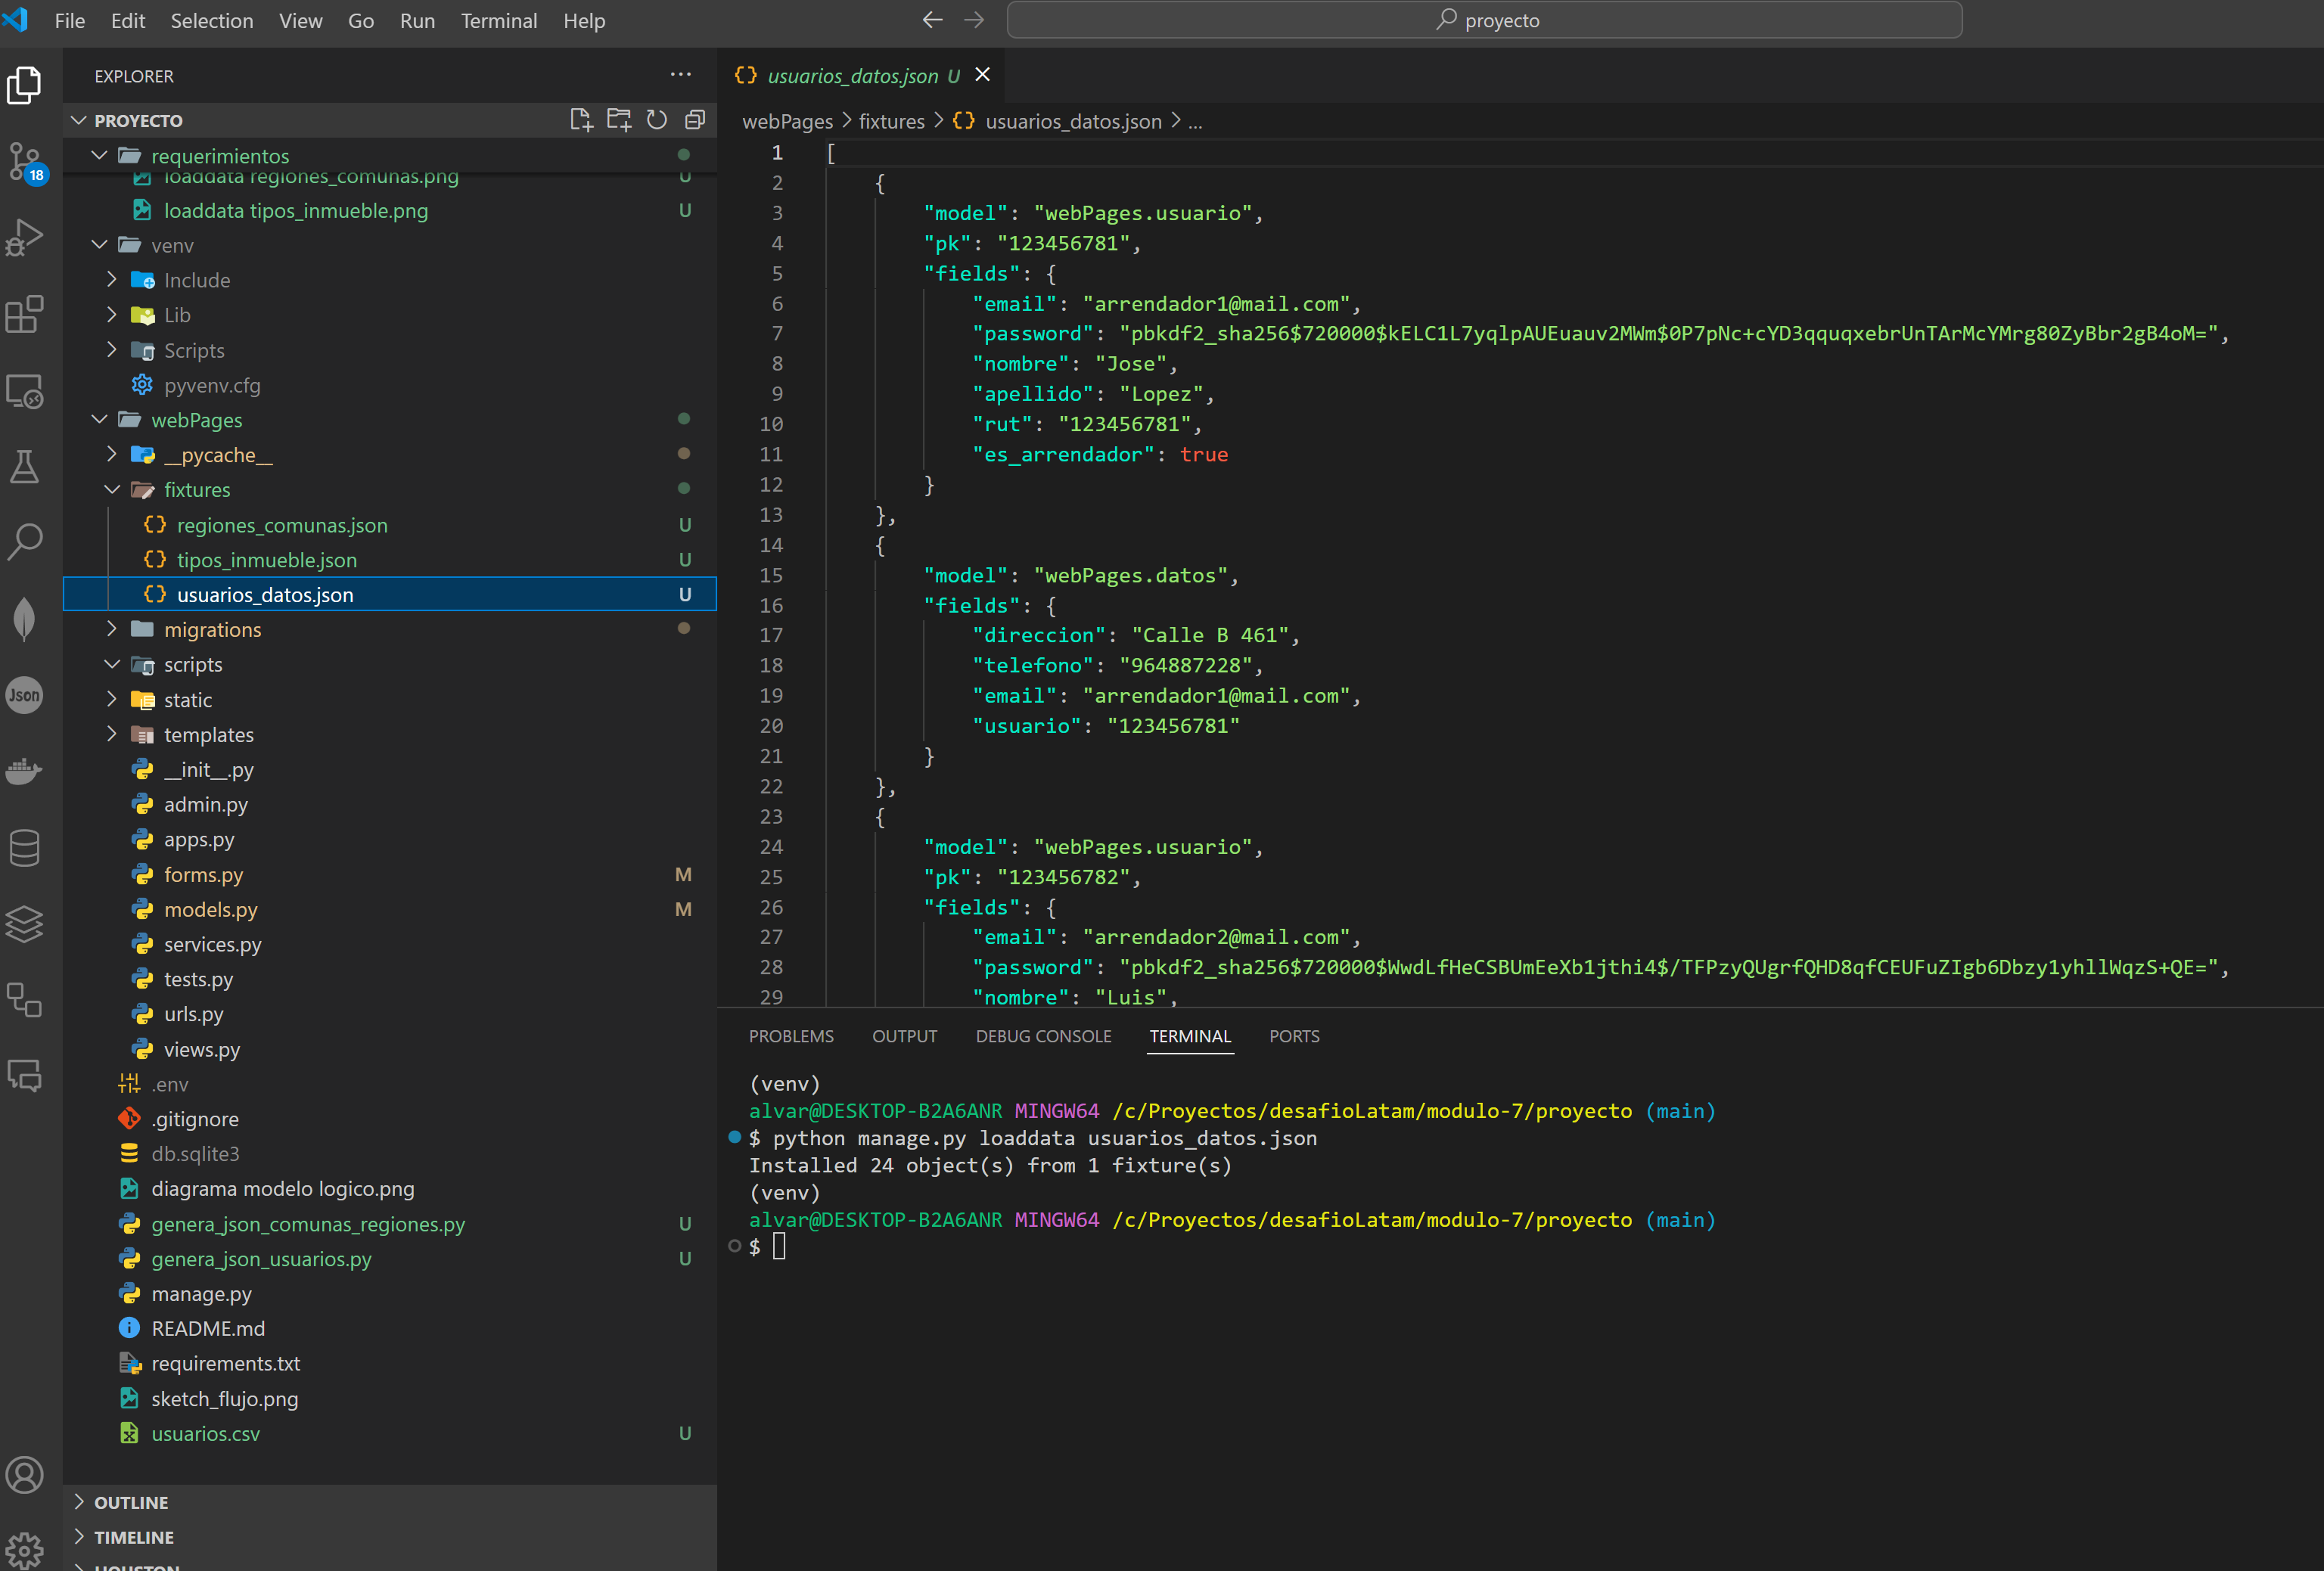 File Edit Selection View Go Run Terminal Help
proyecto
EXPLORER
PROYECTO
requerimientos
loaddata regiones_comunas.png U
loaddata tipos_inmueble.png U
venv
Include
Lib
Scripts
pyvenv.cfg
webPages
__pycache__
fixtures
regiones_comunas.json U
tipos_inmueble.json U
usuarios_datos.json U
migrations
scripts
static
templates
__init__.py
admin.py
apps.py
forms.py M
models.py M
services.py
tests.py
urls.py
views.py
.env
.gitignore
db.sqlite3
diagrama modelo logico.png
genera_json_comunas_regiones.py U
genera_json_usuarios.py U
manage.py
README.md
requirements.txt
sketch_flujo.png
usuarios.csv U
OUTLINE
TIMELINE
HOUSTON
18
Json
usuarios_datos.json U
webPages > fixtures > {} usuarios_datos.json > ...
1 [
2 {
3 "model": "webPages.usuario",
4 "pk": "123456781",
5 "fields": {
6 "email": "arrendador1@mail.com",
7 "password": "pbkdf2_sha256$720000$kELC1L7yqlpAUEuauv2MWm$0P7pNc+cYD3qquqxebrUnTArMcYMrg80ZyBbr2gB4oM=",
8 "nombre": "Jose",
9 "apellido": "Lopez",
10 "rut": "123456781",
11 "es_arrendador": true
12 }
13 },
14 {
15 "model": "webPages.datos",
16 "fields": {
17 "direccion": "Calle B 461",
18 "telefono": "964887228",
19 "email": "arrendador1@mail.com",
20 "usuario": "123456781"
21 }
22 },
23 {
24 "model": "webPages.usuario",
25 "pk": "123456782",
26 "fields": {
27 "email": "arrendador2@mail.com",
28 "password": "pbkdf2_sha256$720000$WwdLfHeCSBUmEeXb1jthi4$/TFPzyQUgrfQHD8qfCEUFuZIgb6Dbzy1yhllWqzS+QE=",
29 "nombre": "Luis",
PROBLEMS OUTPUT DEBUG CONSOLE TERMINAL PORTS
(venv)
alvar@DESKTOP-B2A6ANR MINGW64 /c/Proyectos/desafioLatam/modulo-7/proyecto (main)
$ python manage.py loaddata usuarios_datos.json
Installed 24 object(s) from 1 fixture(s)
(venv)
alvar@DESKTOP-B2A6ANR MINGW64 /c/Proyectos/desafioLatam/modulo-7/proyecto (main)
$